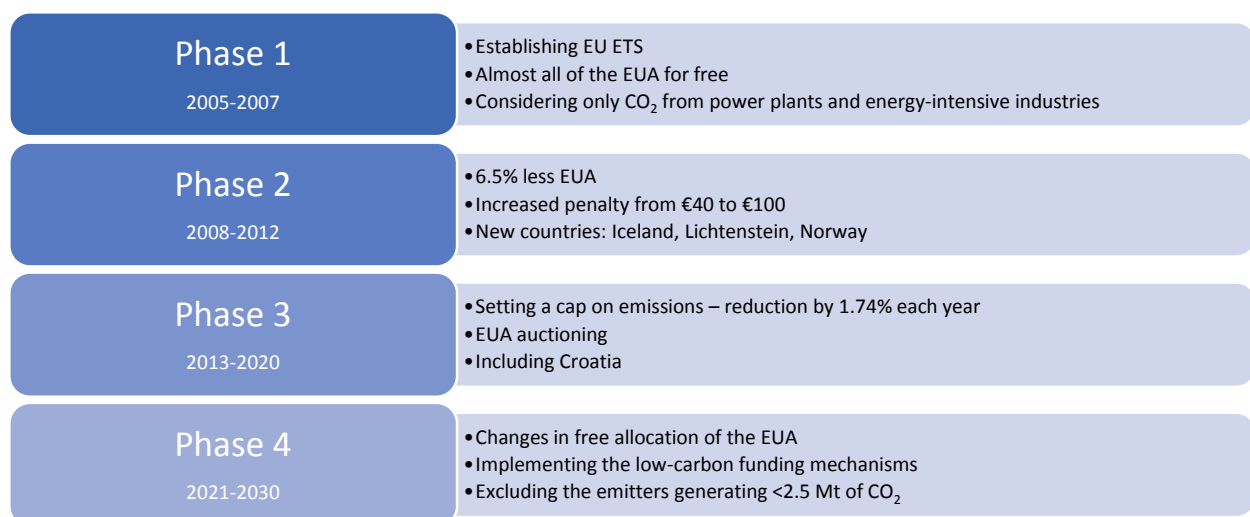 Phase 1
2005-2007
•Establishing EU ETS
•Almost all of the EUA for free
•Considering only CO₂ from power plants and energy-intensive industries
Phase 2
2008-2012
•6.5% less EUA
•Increased penalty from €40 to €100
•New countries: Iceland, Lichtenstein, Norway
Phase 3
2013-2020
•Setting a cap on emissions – reduction by 1.74% each year
•EUA auctioning
•Including Croatia
Phase 4
2021-2030
•Changes in free allocation of the EUA
•Implementing the low-carbon funding mechanisms
•Excluding the emitters generating <2.5 Mt of CO₂